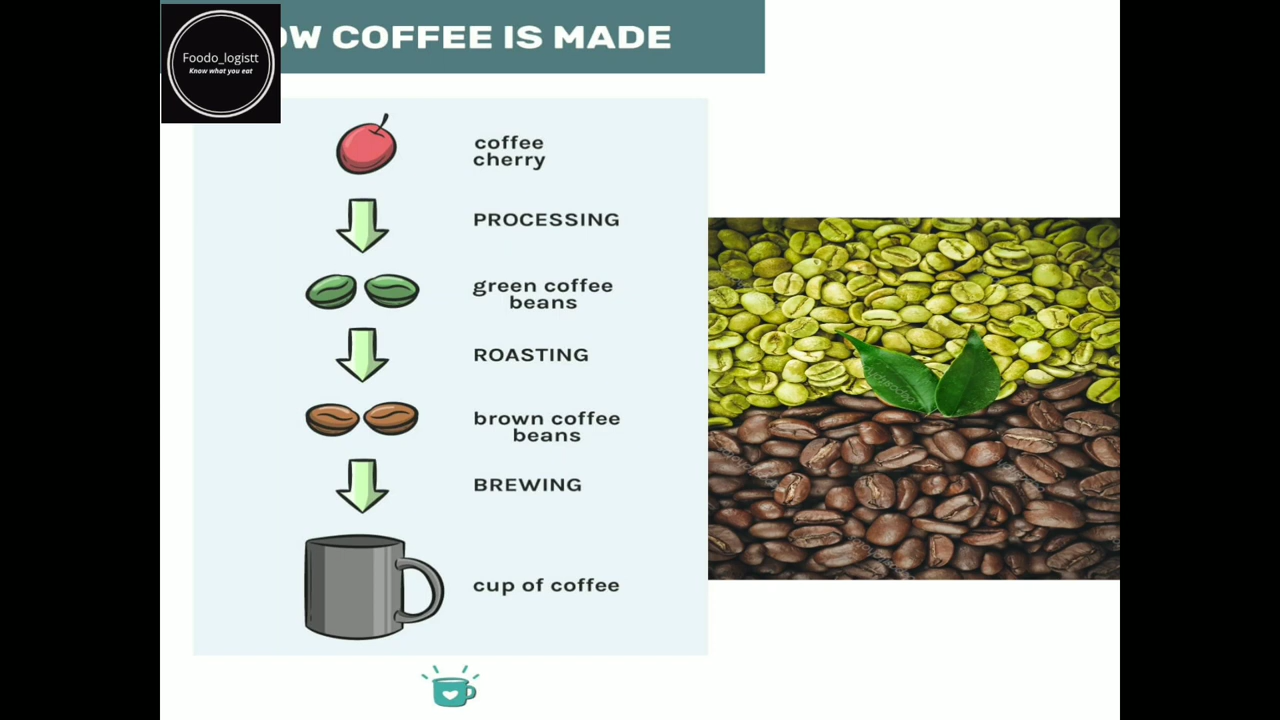 OW COFFEE IS MADE
Foodo_logistt
Know what you eat
coffee
cherry
PROCESSING
green coffee
beans
ROASTING
brown coffee
beans
BREWING
cup of coffee